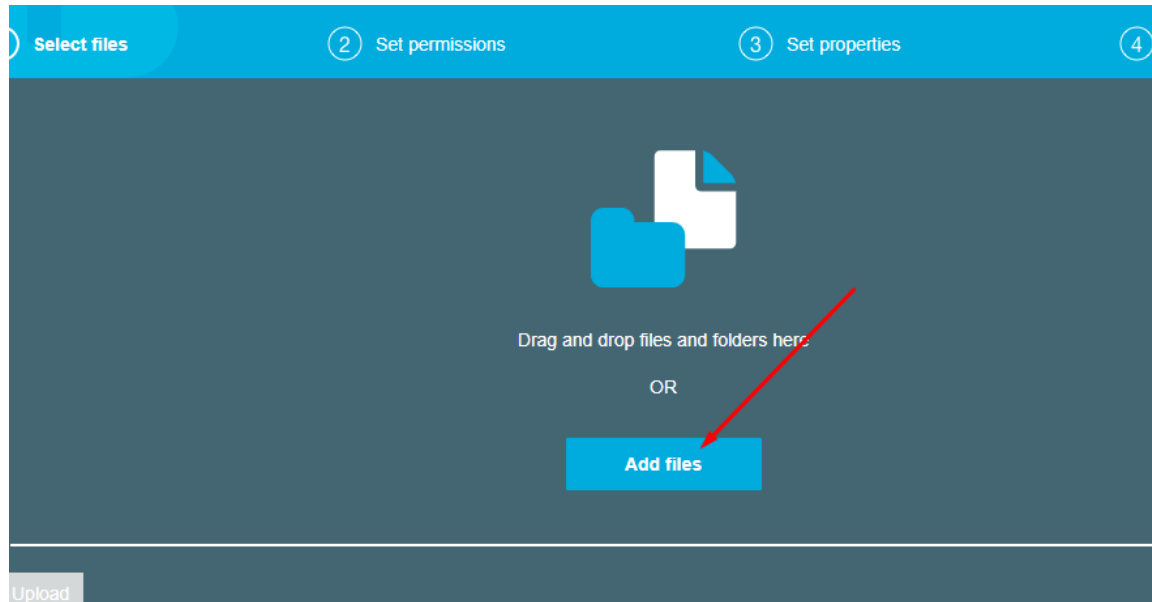 Select files
2 Set permissions
3 Set properties
4
Drag and drop files and folders here
OR
Add files
Upload